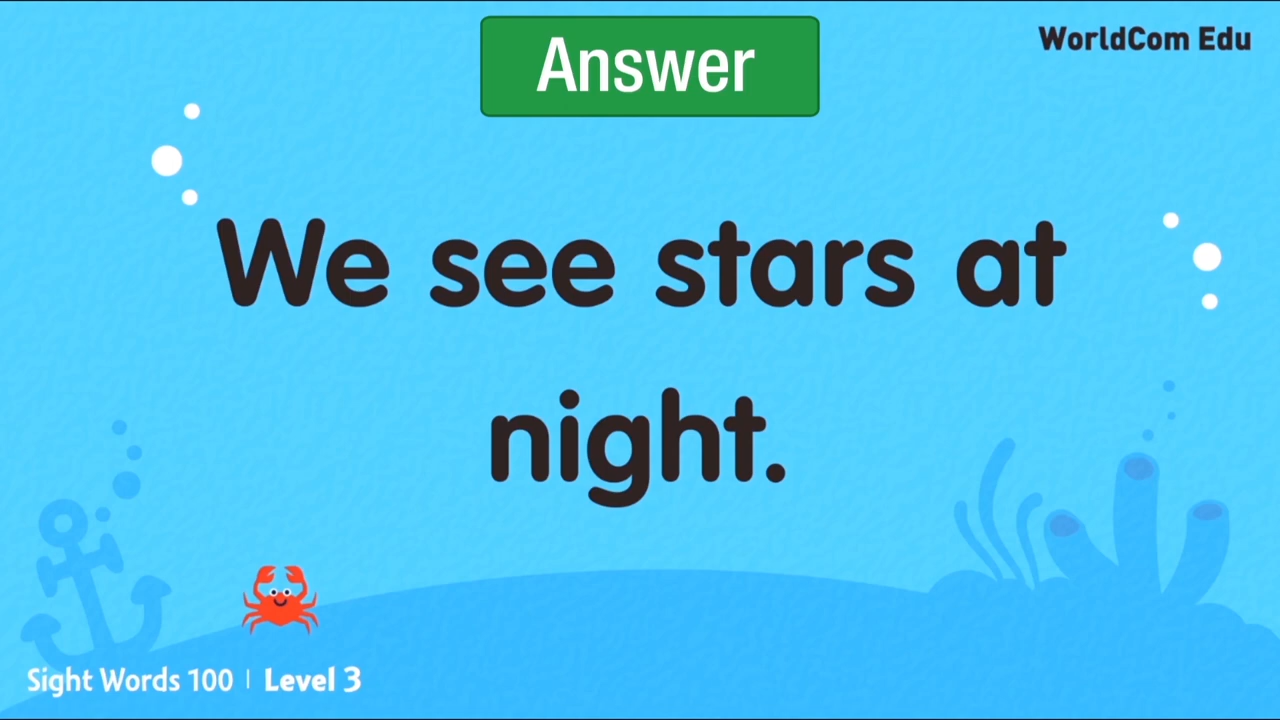 Answer
WorldCom Edu
We see stars at
night.
Sight Words 100 | Level 3